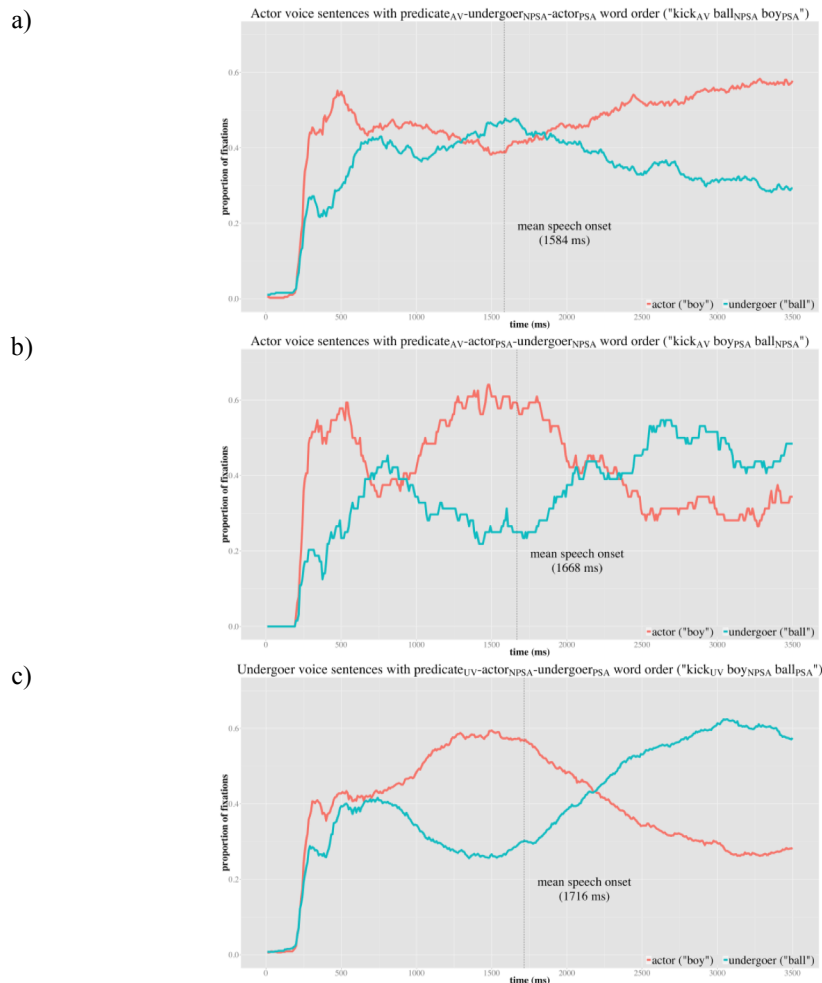 a)
Actor voice sentences with predicateAV-undergoerNPSA-actorPSA word order ("kickAV ballNPSA boyPSA")
proportion of fixations
0.6
0.4
0.2
0.0
mean speech onset
(1584 ms)
actor ("boy") undergoer ("ball")
0 500 1000 1500 2000 2500 3000 3500
time (ms)
b)
Actor voice sentences with predicateAV-actorPSA-undergoerNPSA word order ("kickAV boyPSA ballNPSA")
proportion of fixations
0.6
0.4
0.2
0.0
mean speech onset
(1668 ms)
actor ("boy") undergoer ("ball")
0 500 1000 1500 2000 2500 3000 3500
time (ms)
c)
Undergoer voice sentences with predicateUV-actorNPSA-undergoerPSA word order ("kickUV boyNPSA ballPSA")
proportion of fixations
0.6
0.4
0.2
0.0
mean speech onset
(1716 ms)
actor ("boy") undergoer ("ball")
0 500 1000 1500 2000 2500 3000 3500
time (ms)